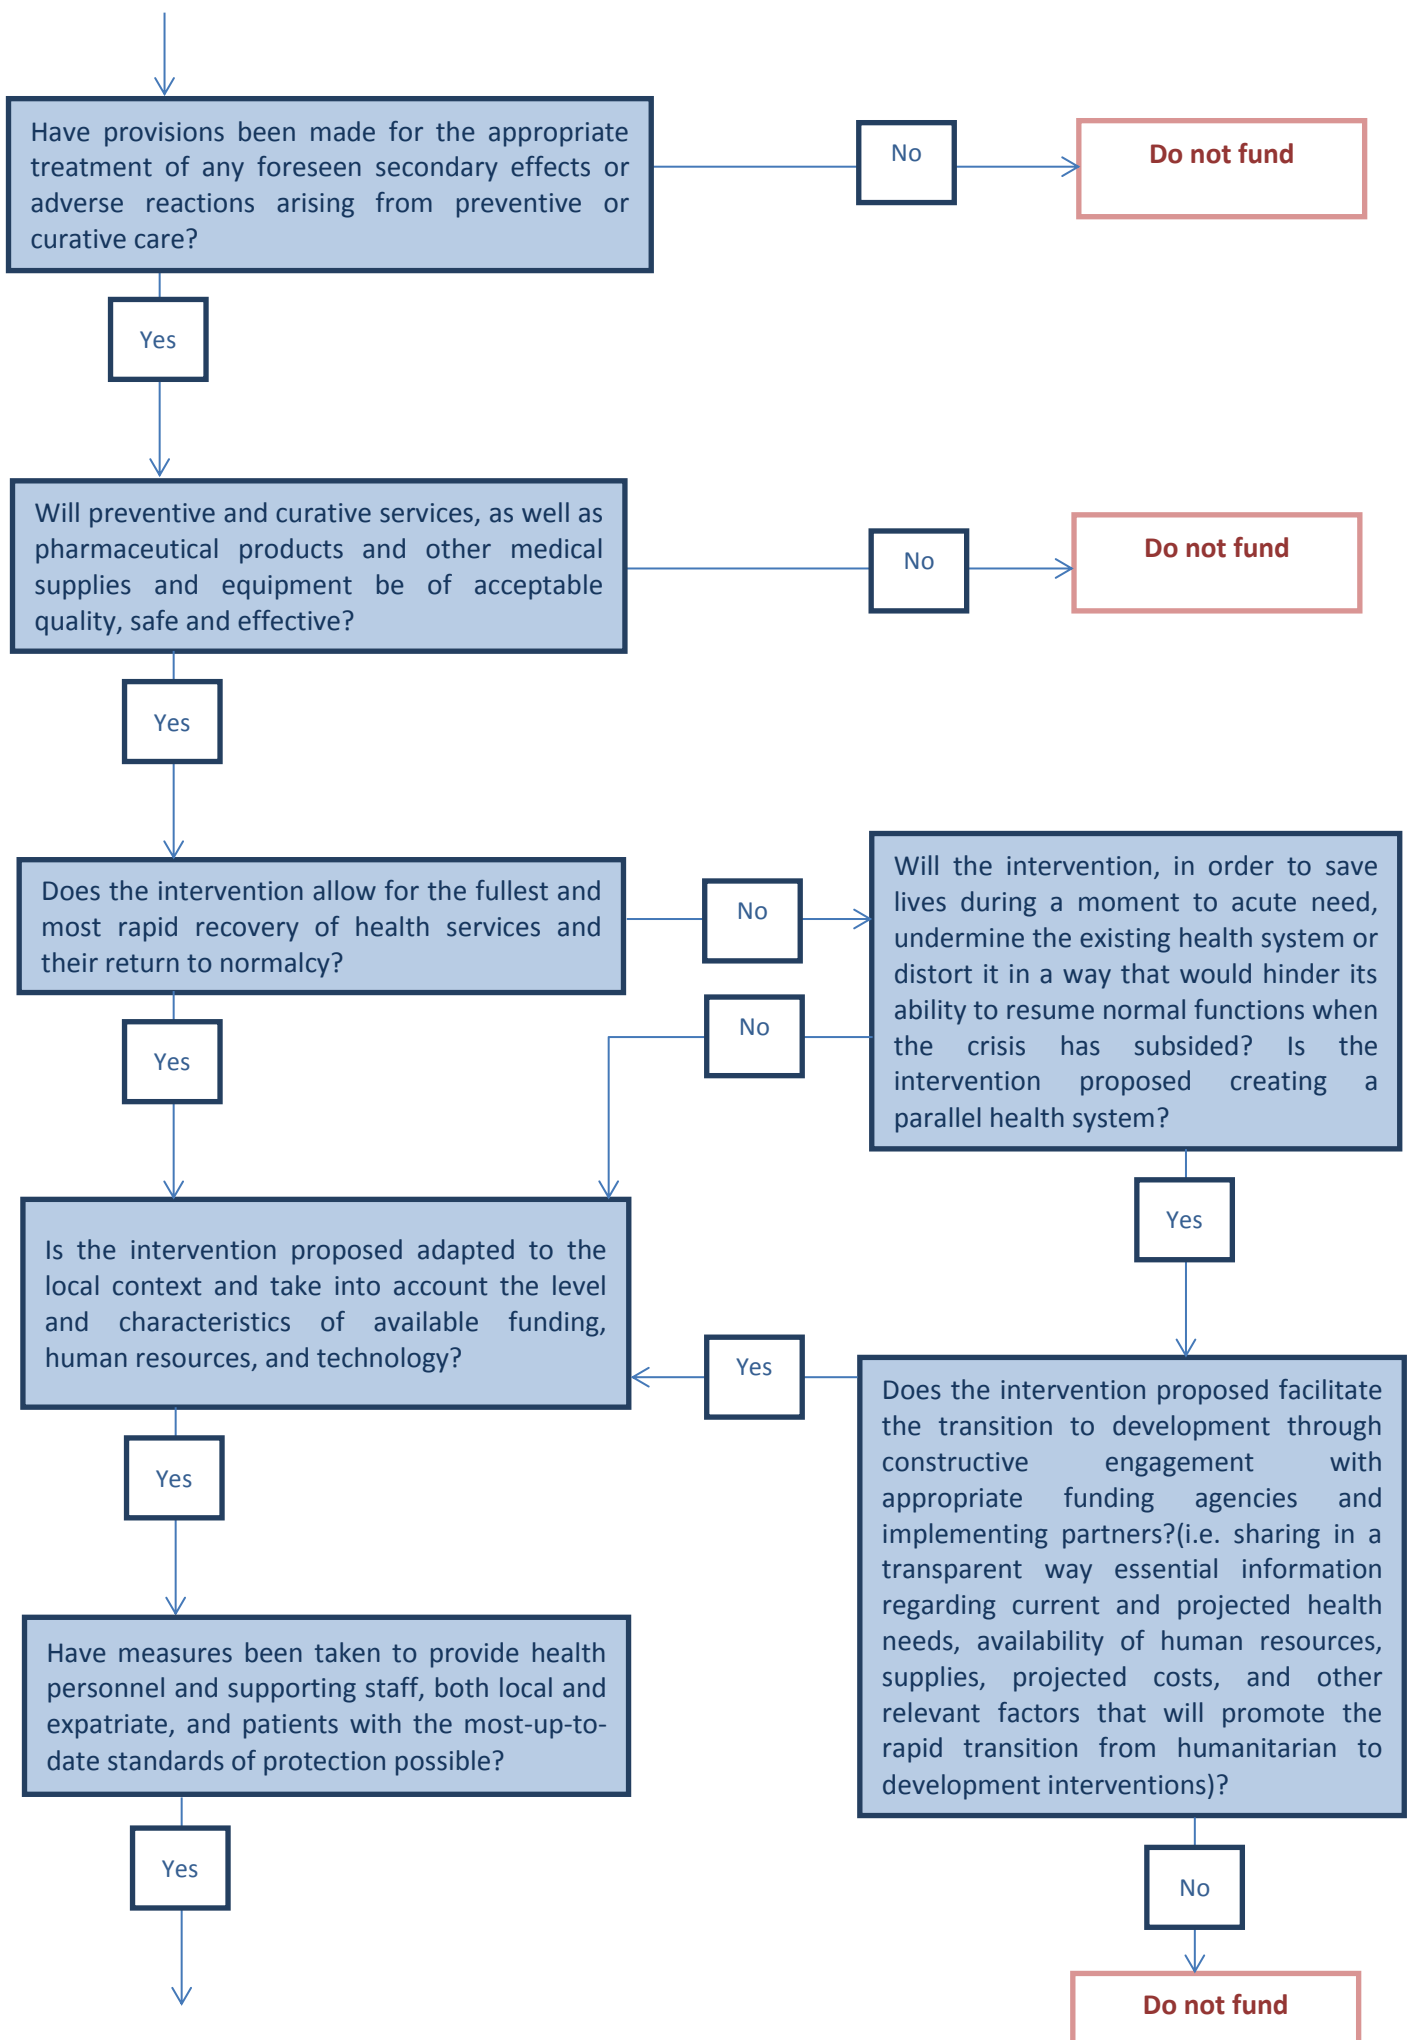 Have provisions been made for the appropriate
treatment of any foreseen secondary effects or
adverse reactions arising from preventive or
curative care?
No
Do not fund
Yes
Will preventive and curative services, as well as
pharmaceutical products and other medical
supplies and equipment be of acceptable
quality, safe and effective?
No
Do not fund
Yes
Does the intervention allow for the fullest and
most rapid recovery of health services and
their return to normalcy?
No
Will the intervention, in order to save
lives during a moment to acute need,
undermine the existing health system or
distort it in a way that would hinder its
ability to resume normal functions when
the crisis has subsided? Is the
intervention proposed creating a
parallel health system?
No
Yes
Yes
Is the intervention proposed adapted to the
local context and take into account the level
and characteristics of available funding,
human resources, and technology?
Yes
Does the intervention proposed facilitate
the transition to development through
constructive engagement with
appropriate funding agencies and
implementing partners?(i.e. sharing in a
transparent way essential information
regarding current and projected health
needs, availability of human resources,
supplies, projected costs, and other
relevant factors that will promote the
rapid transition from humanitarian to
development interventions)?
Yes
Have measures been taken to provide health
personnel and supporting staff, both local and
expatriate, and patients with the most-up-to-
date standards of protection possible?
Yes
No
Do not fund